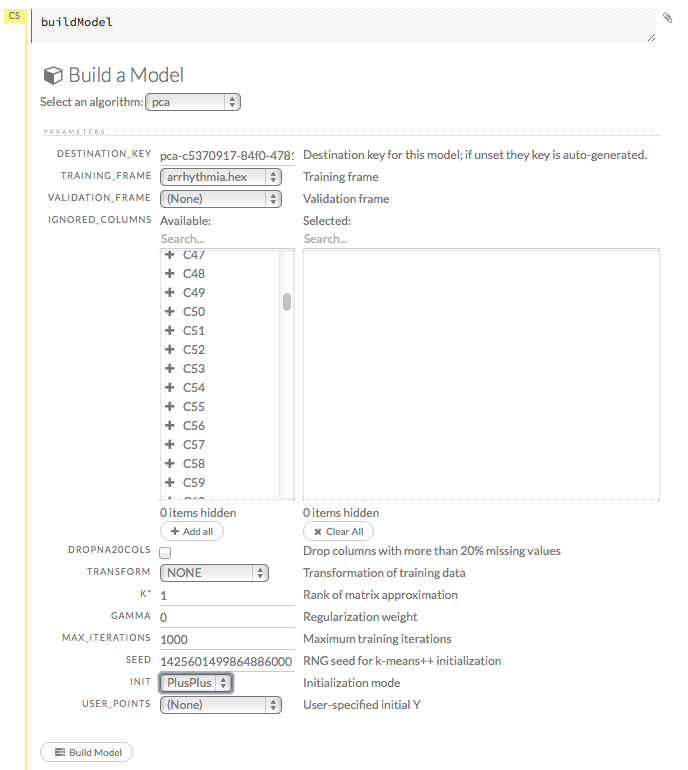 CS
buildModel
Build a Model
Select an algorithm: pca
PARAMETERS
DESTINATION_KEY pca-c5370917-84f0-4781 Destination key for this model; if unset they key is auto-generated.
TRAINING_FRAME arrhythmia.hex Training frame
VALIDATION_FRAME (None) Validation frame
IGNORED_COLUMNS Available: Selected:
Search... Search...
C47
C48
C49
C50
C51
C52
C53
C54
C55
C56
C57
C58
C59
0 items hidden 0 items hidden
Add all Clear All
DROPNA20COLS Drop columns with more than 20% missing values
TRANSFORM NONE Transformation of training data
K* 1 Rank of matrix approximation
GAMMA 0 Regularization weight
MAX_ITERATIONS 1000 Maximum training iterations
SEED 1425601499864886000 RNG seed for k-means++ initialization
INIT PlusPlus Initialization mode
USER_POINTS (None) User-specified initial Y
Build Model